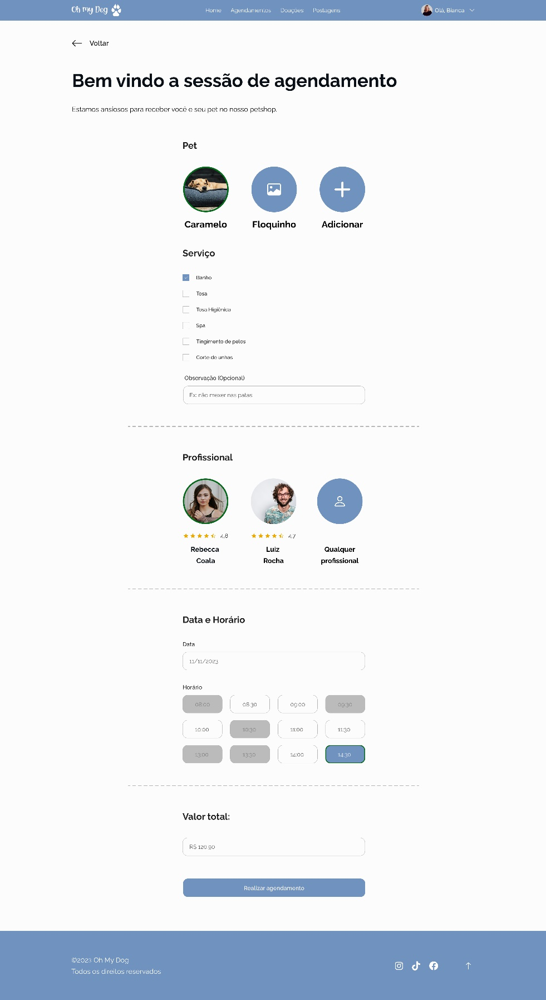 Oh my Dog
Home Agendamentos Doações Postagens
Olá, Bianca
Voltar
Bem vindo a sessão de agendamento
Estamos ansiosos para receber você e seu pet no nosso petshop.
Pet
Caramelo Floquinho Adicionar
Serviço
Banho
Tosa
Tosa Higiênica
Spa
Tingimento de pelos
Corte de unhas
Observação (Opcional)
Ex: não mexer nas patas
Profissional
4,8 4,7
Rebecca Luiz Qualquer
Coala Rocha profissional
Data e Horário
Data
11/11/2023
Horário
08:00 08:30 09:00 09:30
10:00 10:30 11:00 11:30
13:00 13:30 14:00 14:30
Valor total:
R$ 120,90
Realizar agendamento
©2023 Oh My Dog
Todos os direitos reservados